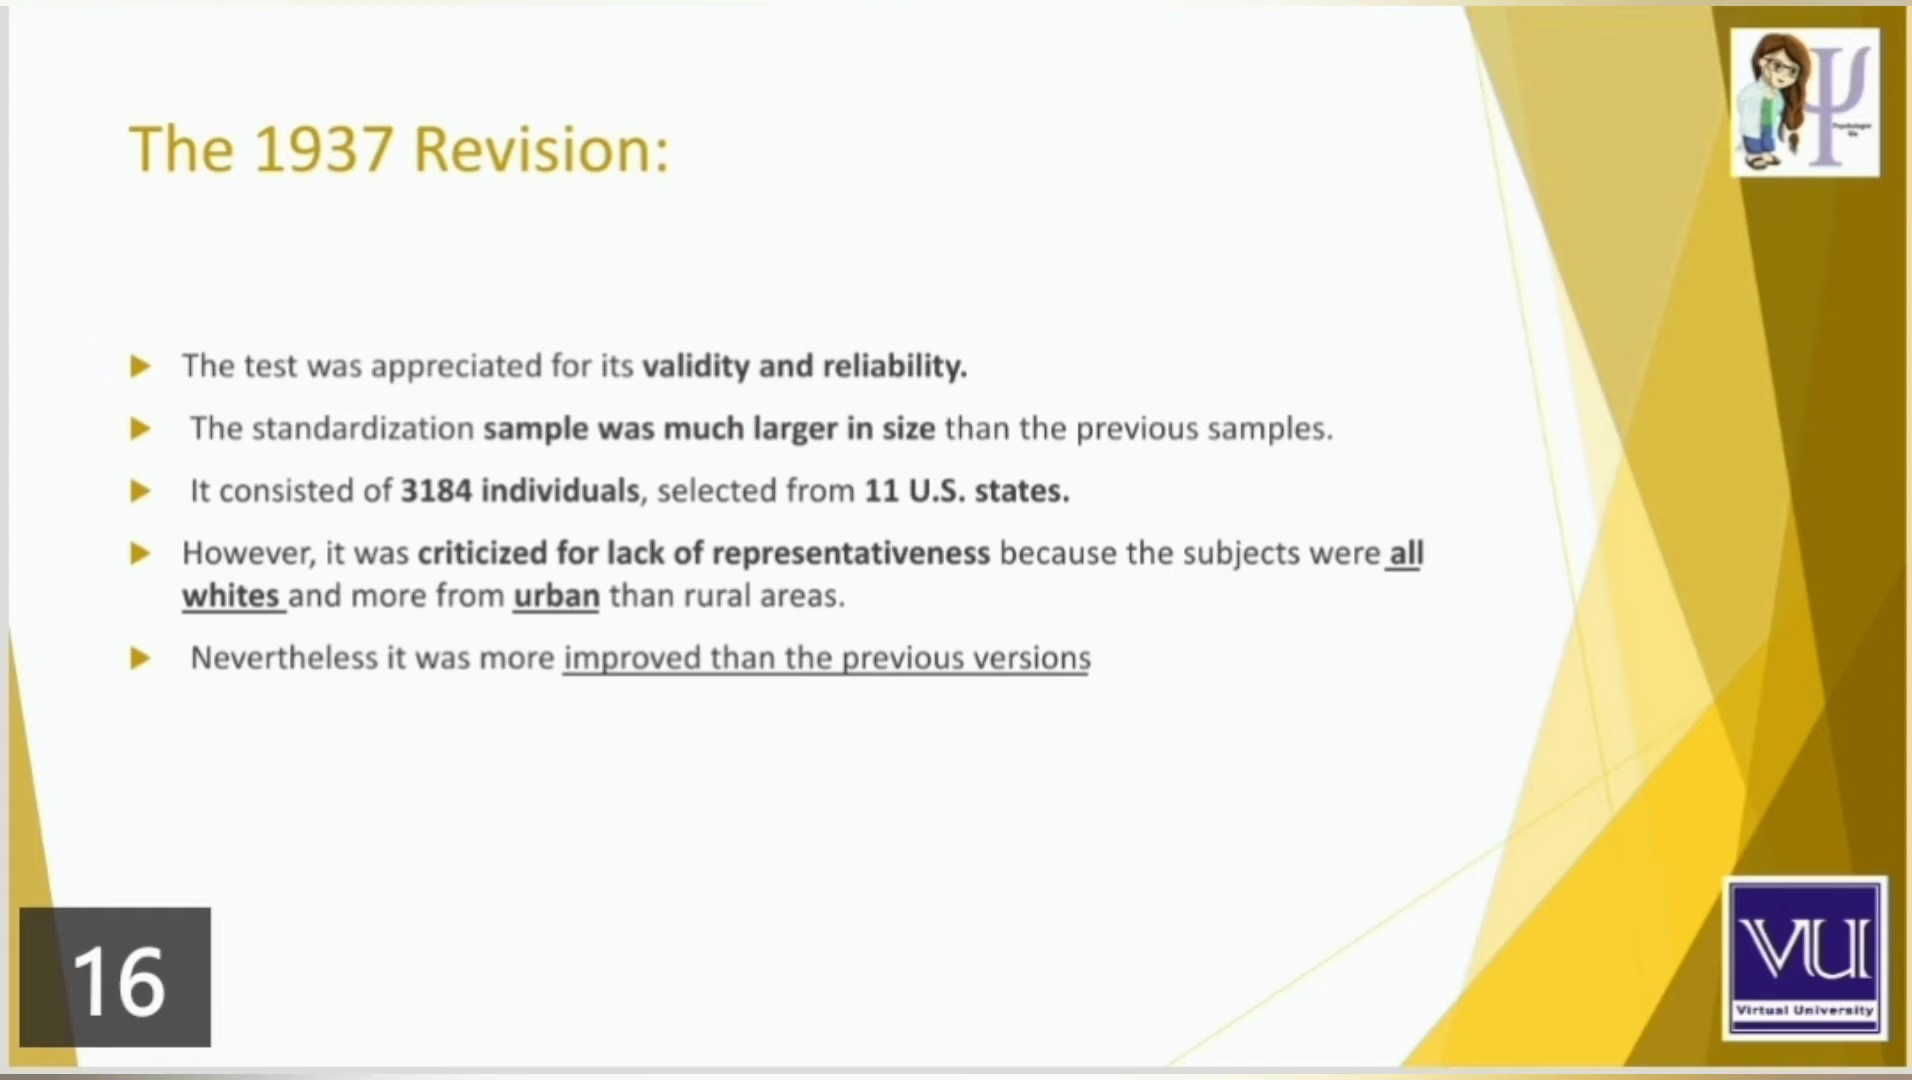 The 1937 Revision:
The test was appreciated for its validity and reliability.
The standardization sample was much larger in size than the previous samples.
It consisted of 3184 individuals, selected from 11 U.S. states.
However, it was criticized for lack of representativeness because the subjects were all
whites and more from urban than rural areas.
Nevertheless it was more improved than the previous versions
16
VU
Virtual University